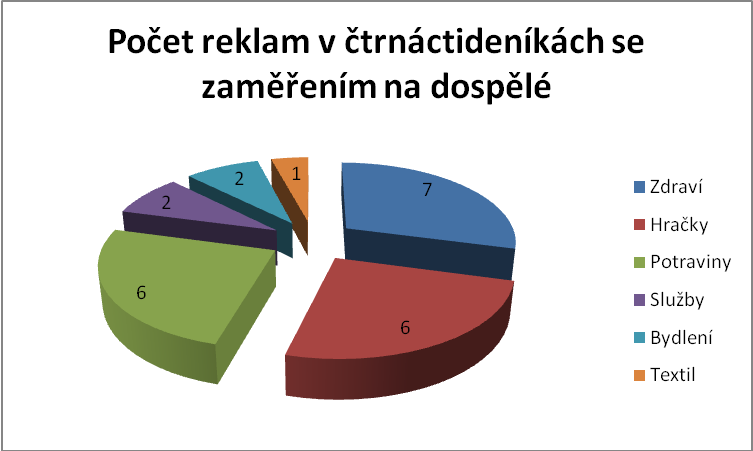 Počet reklam v čtrnáctideníkách se
zaměřením na dospělé
7
6
6
2
2
1
Zdraví
Hračky
Potraviny
Služby
Bydlení
Textil